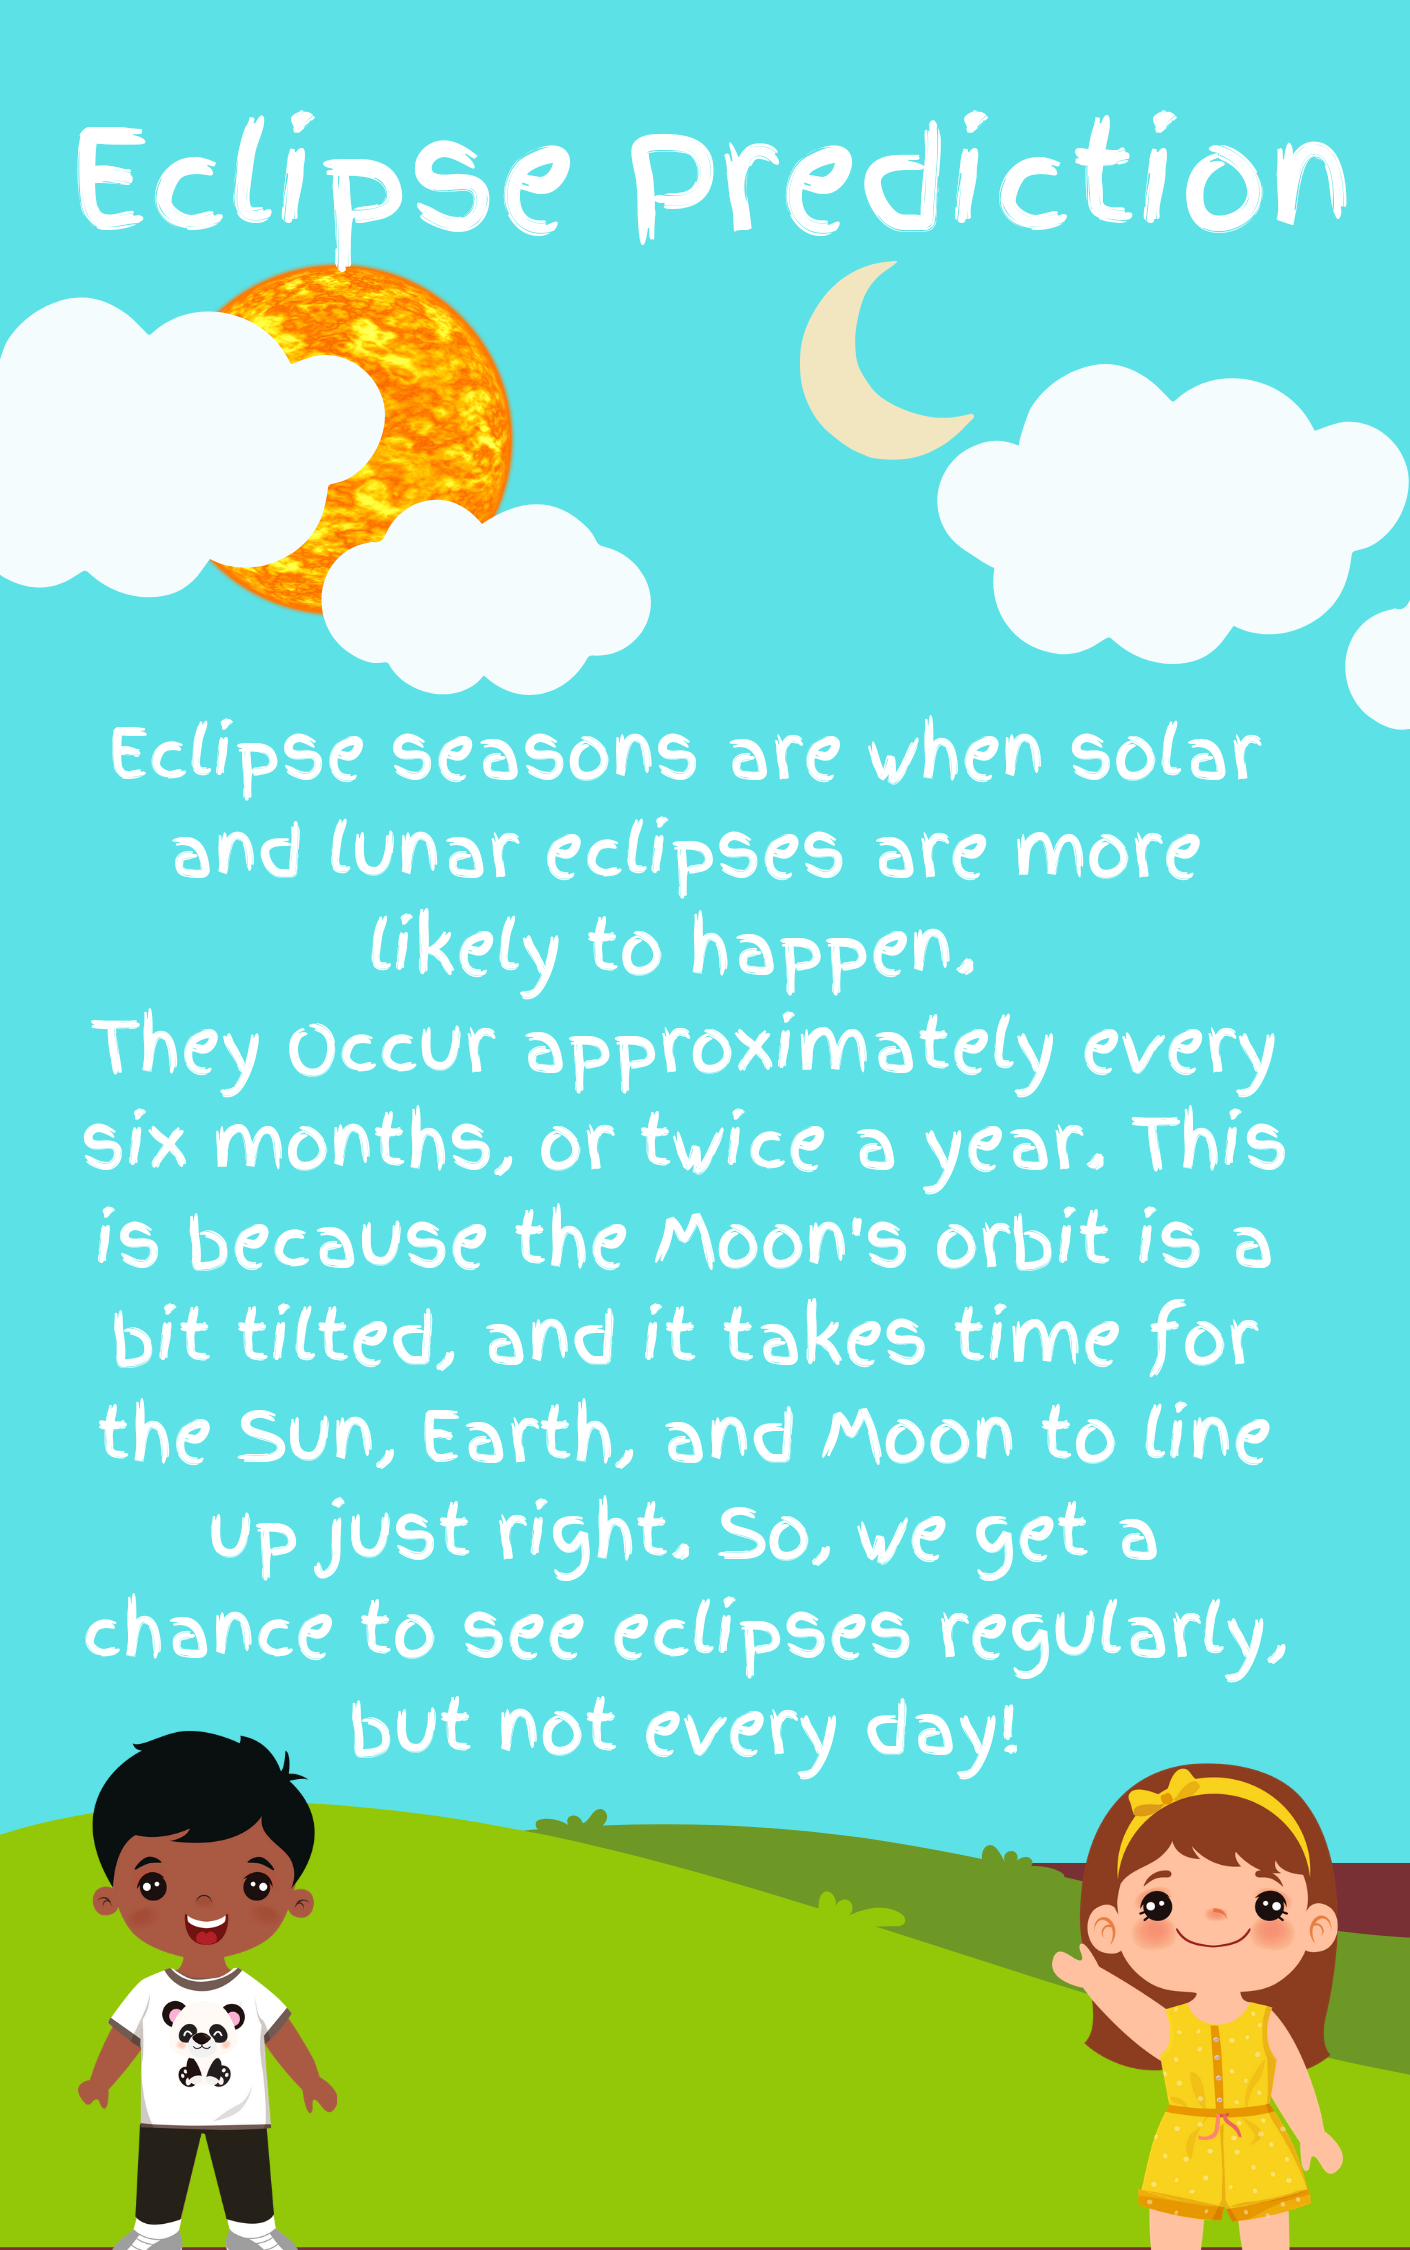 Eclipse Prediction
Eclipse seasons are when solar
and lunar eclipses are more
likely to happen.
They Occur approximately every
six months, or twice a year. This
is because the Moon's orbit is a
bit tilted, and it takes time for
the Sun, Earth, and Moon to line
up just right. So, we get a
chance to see eclipses regularly,
but not every day!